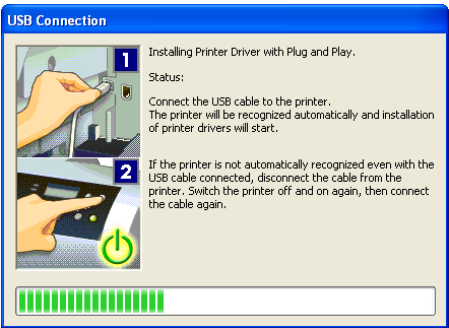 USB Connection
1
Installing Printer Driver with Plug and Play.
Status:
Connect the USB cable to the printer.
The printer will be recognized automatically and installation
of printer drivers will start.
2
If the printer is not automatically recognized even with the
USB cable connected, disconnect the cable from the
printer. Switch the printer off and on again, then connect
the cable again.